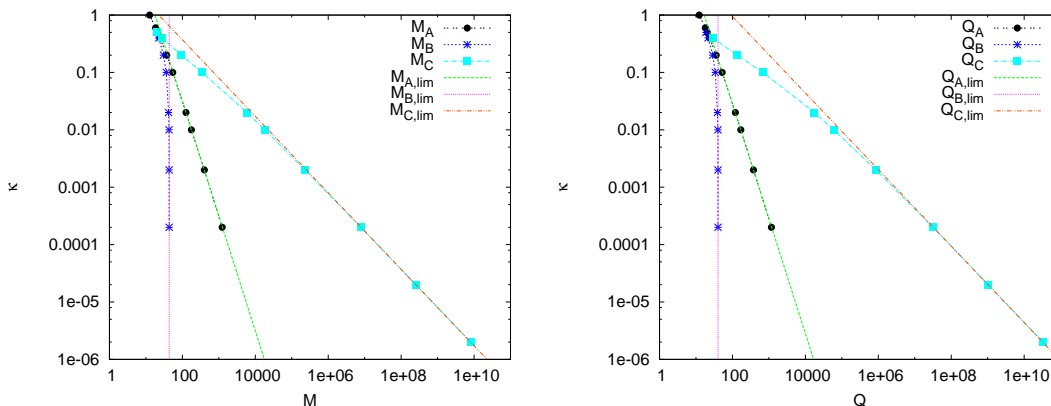 1
0.1
0.01
0.001
0.0001
1e-05
1e-06
κ
1 100 10000 1e+06 1e+08 1e+10
M
M_A
M_B
M_C
M_A,lim
M_B,lim
M_C,lim
1
0.1
0.01
0.001
0.0001
1e-05
1e-06
κ
1 100 10000 1e+06 1e+08 1e+10
Q
Q_A
Q_B
Q_C
Q_A,lim
Q_B,lim
Q_C,lim